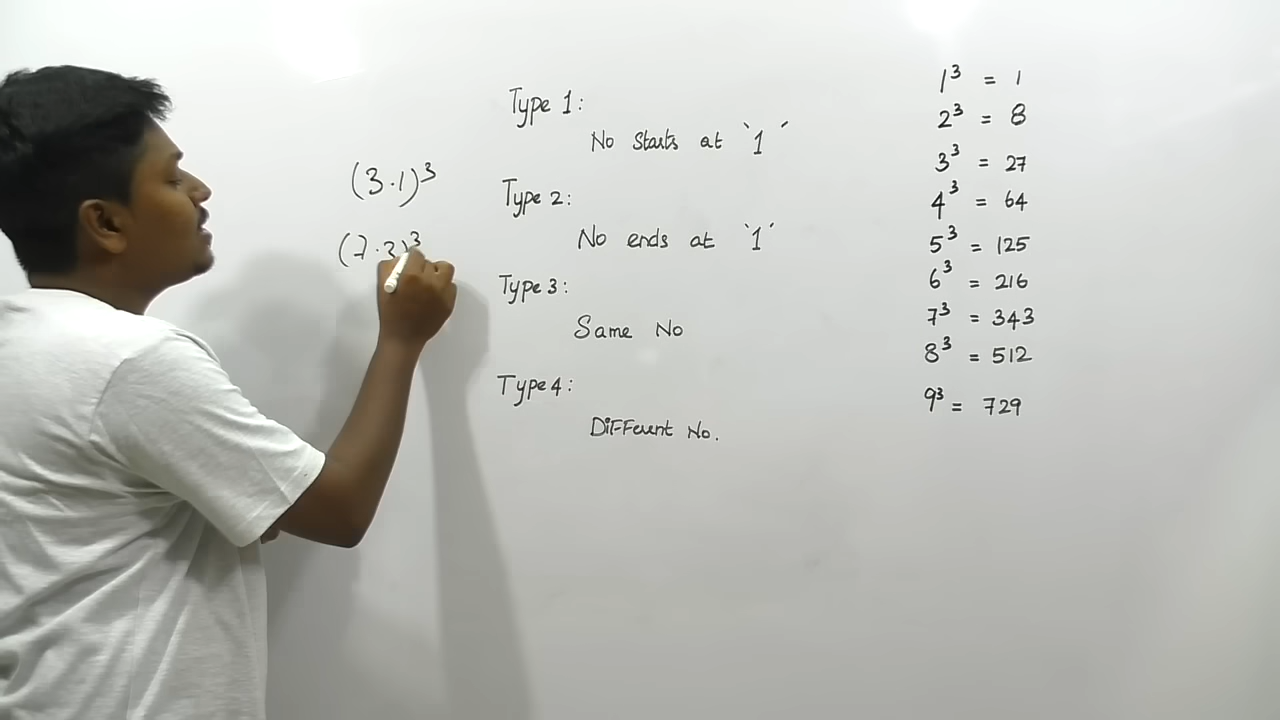 (3.1)³
(7.3)³
Type 1:
No Starts at '1'
Type 2:
No ends at '1'
Type 3:
Same No
Type 4:
Different No.
1³ = 1
2³ = 8
3³ = 27
4³ = 64
5³ = 125
6³ = 216
7³ = 343
8³ = 512
9³ = 729